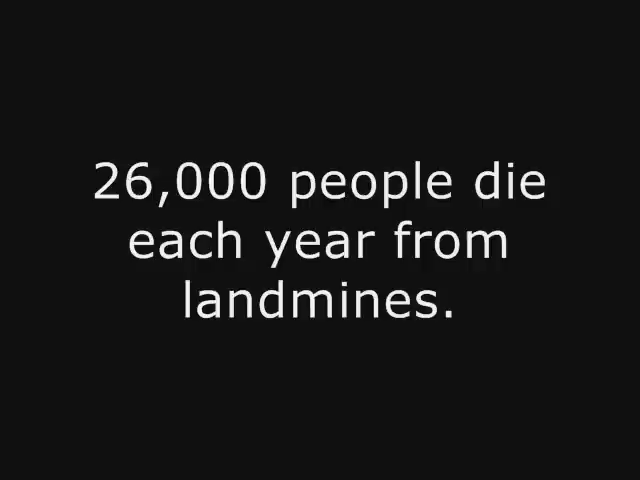 26,000 people die
each year from
landmines.